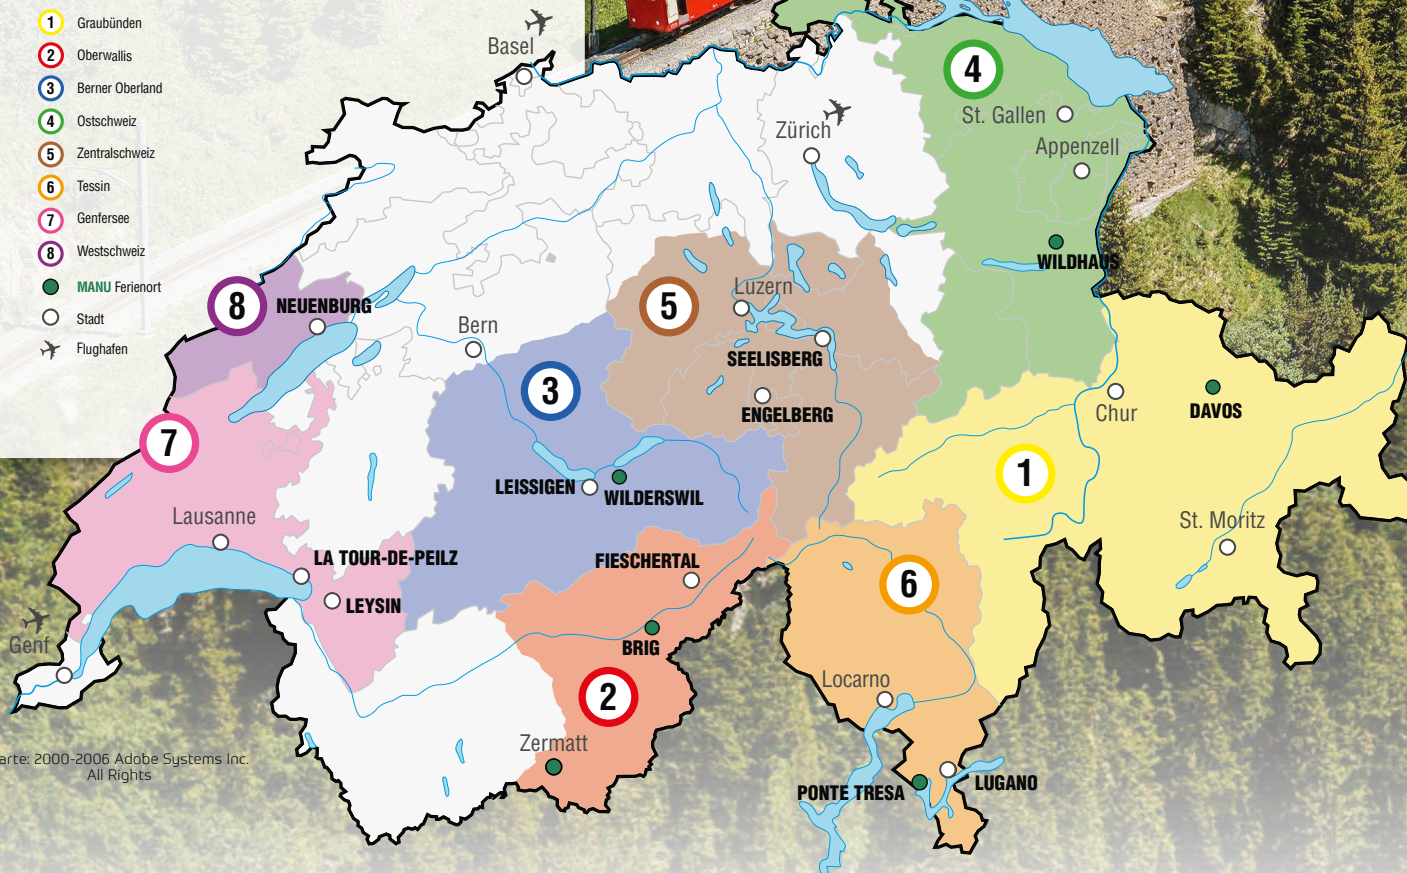 1 Graubünden
2 Oberwallis
3 Berner Oberland
4 Ostschweiz
5 Zentralschweiz
6 Tessin
7 Genfersee
8 Westschweiz
MANU Ferienort
Stadt
Flughafen
Basel
4
St. Gallen
Zürich
Appenzell
WILDHAUS
8
NEUENBURG
5
Luzern
Bern
SEELISBERG
3
ENGELBERG
Chur
DAVOS
7
1
LEISSIGEN
WILDERSWIL
Lausanne
St. Moritz
LA TOUR-DE-PEILZ
FIESCHERTAL
6
LEYSIN
Genf
BRIG
2
Locarno
Zermatt
arte: 2000-2006 Adobe Systems Inc.
All Rights
PONTE TRESA
LUGANO